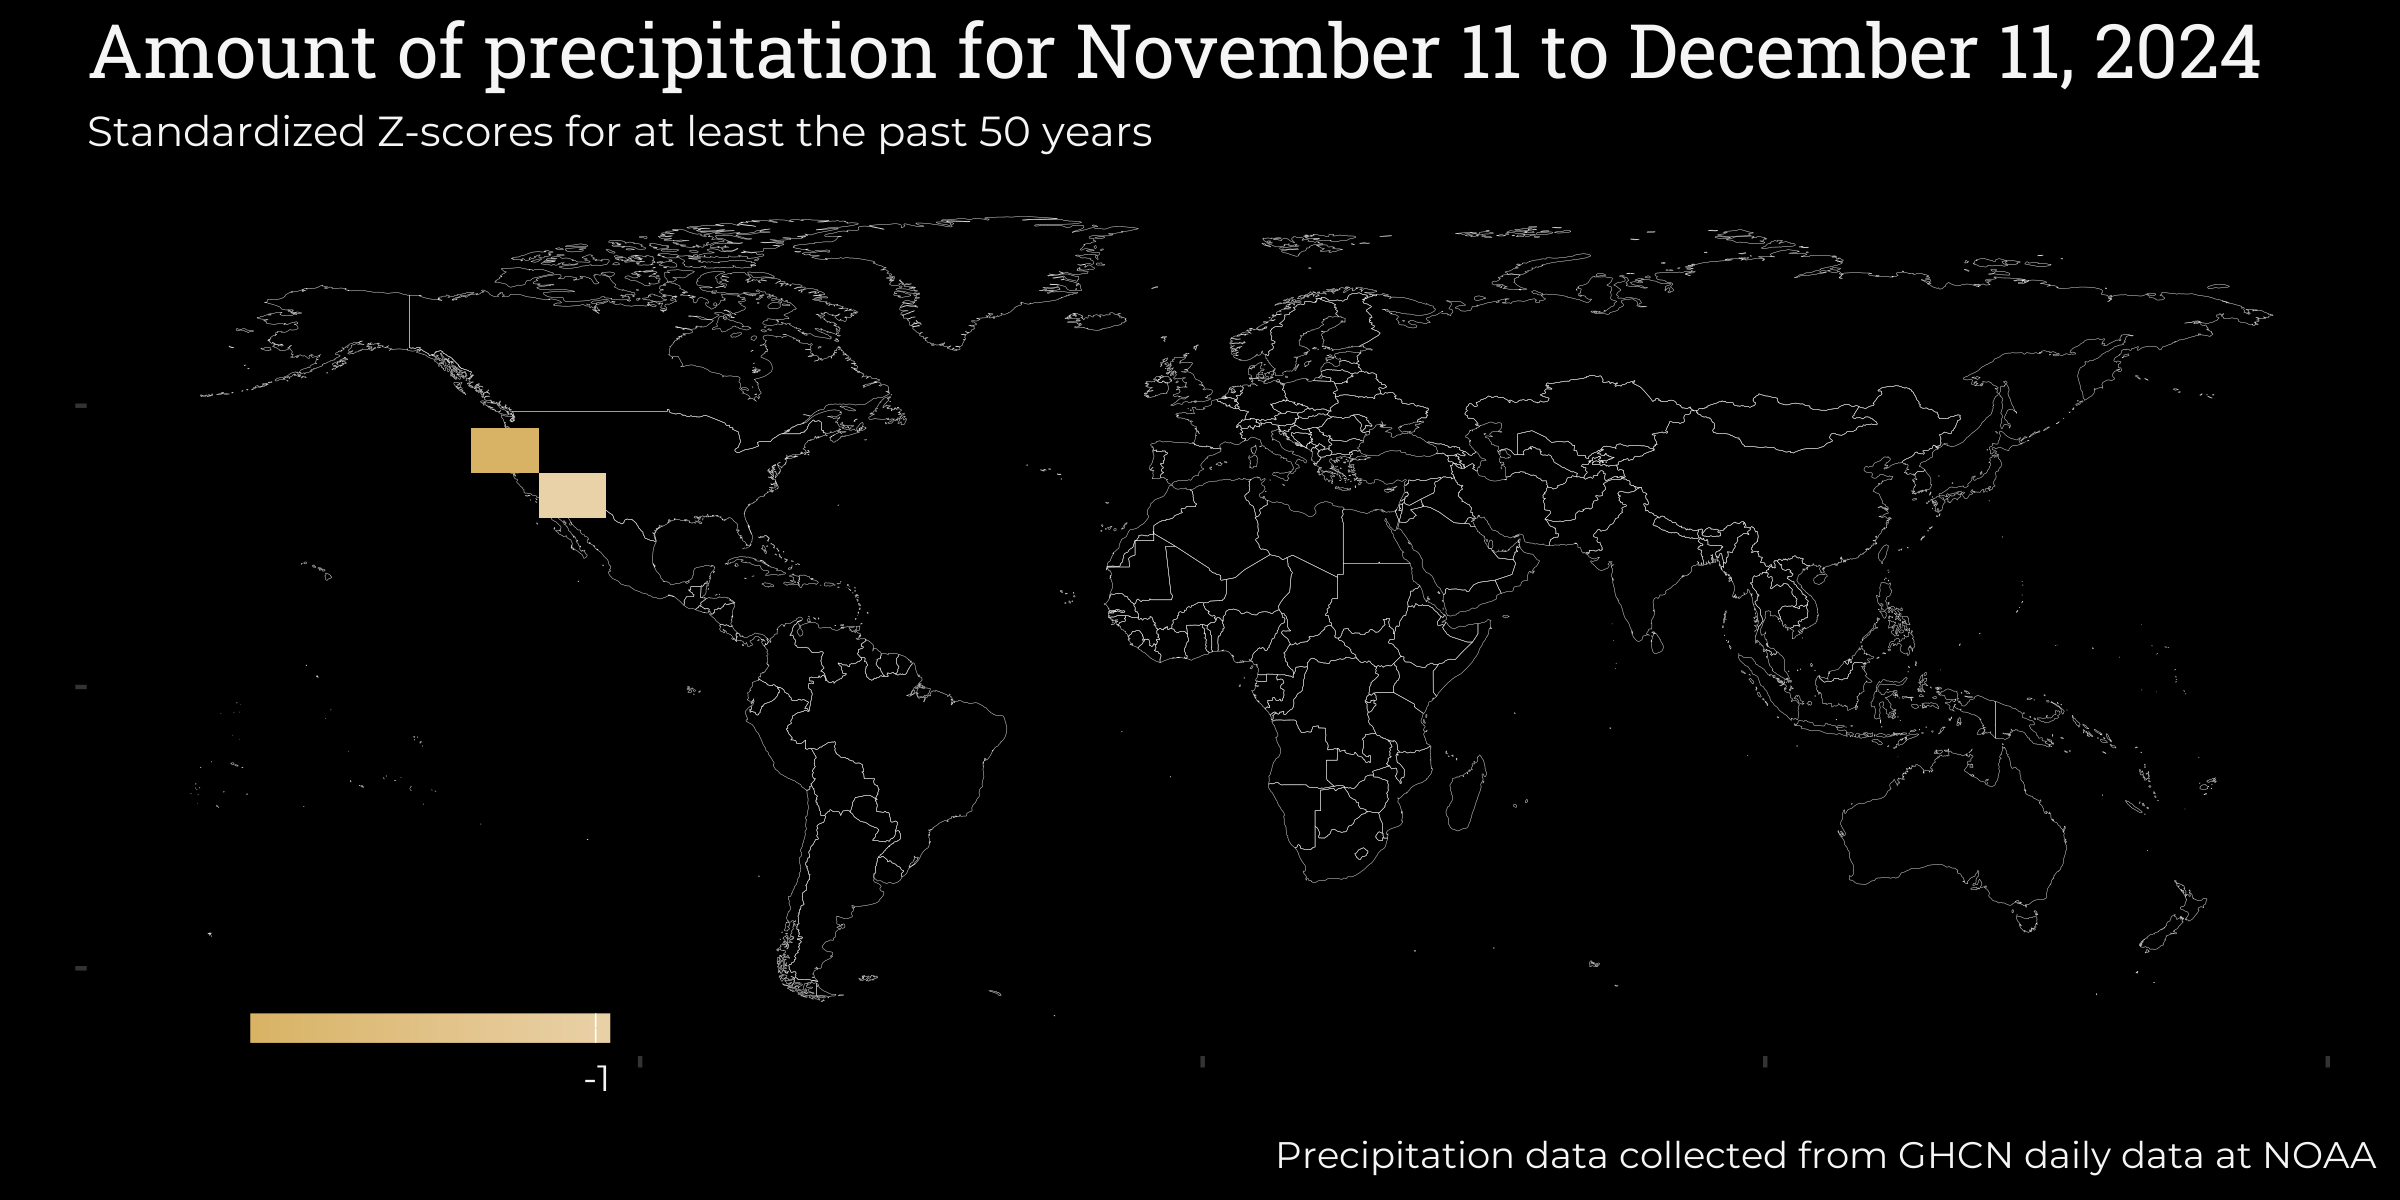 Amount of precipitation for November 11 to December 11, 2024
Standardized Z-scores for at least the past 50 years
-1
Precipitation data collected from GHCN daily data at NOAA